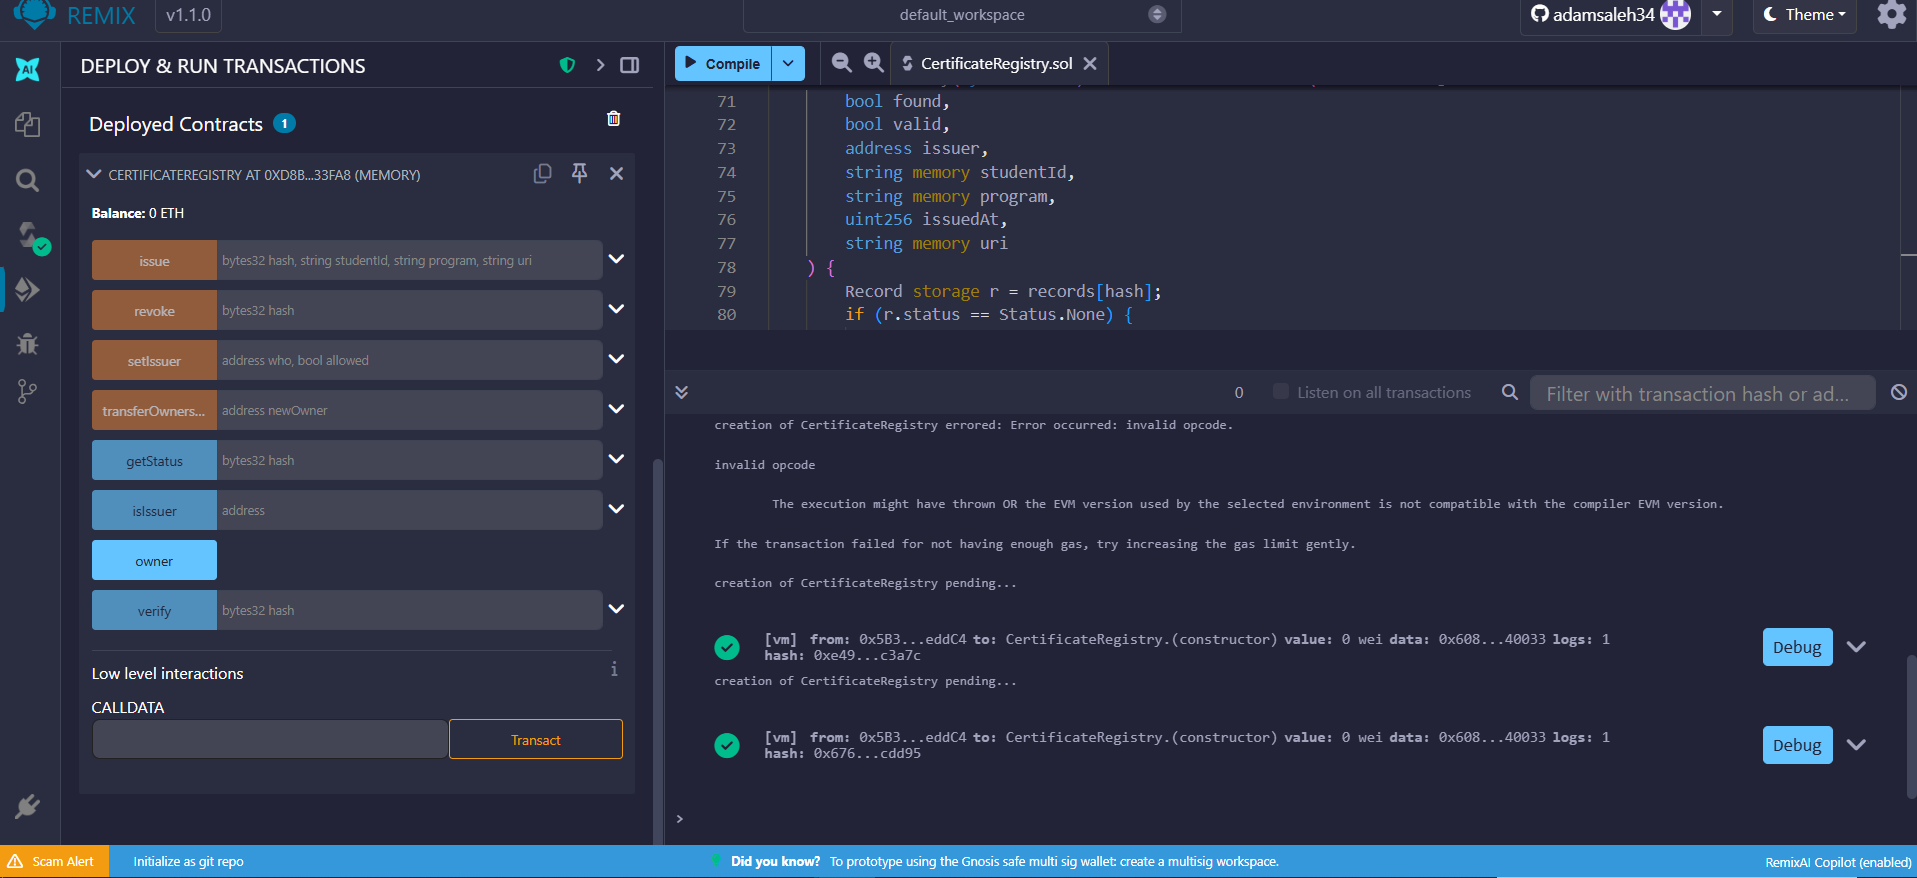 REMIX v1.1.0 default_workspace adamsaleh34 Theme
AI DEPLOY & RUN TRANSACTIONS
Deployed Contracts 1
CERTIFICATEREGISTRY AT 0XD8B...33FA8 (MEMORY)
Balance: 0 ETH
issue bytes32 hash, string studentId, string program, string uri
revoke bytes32 hash
setIssuer address who, bool allowed
transferOwners... address newOwner
getStatus bytes32 hash
isIssuer address
owner
verify bytes32 hash
Low level interactions i
CALLDATA
Transact
Compile CertificateRegistry.sol
71 bool found,
72 bool valid,
73 address issuer,
74 string memory studentId,
75 string memory program,
76 uint256 issuedAt,
77 string memory uri
78 ) {
79 Record storage r = records[hash];
80 if (r.status == Status.None) {
0 Listen on all transactions Filter with transaction hash or ad...
creation of CertificateRegistry errored: Error occurred: invalid opcode.
invalid opcode
The execution might have thrown OR the EVM version used by the selected environment is not compatible with the compiler EVM version.
If the transaction failed for not having enough gas, try increasing the gas limit gently.
creation of CertificateRegistry pending...
[vm] from: 0x5B3...eddC4 to: CertificateRegistry.(constructor) value: 0 wei data: 0x608...40033 logs: 1
hash: 0xe49...c3a7c
Debug
creation of CertificateRegistry pending...
[vm] from: 0x5B3...eddC4 to: CertificateRegistry.(constructor) value: 0 wei data: 0x608...40033 logs: 1
hash: 0x676...cdd95
Debug
>
Scam Alert Initialize as git repo Did you know? To prototype using the Gnosis safe multi sig wallet: create a multisig workspace. RemixAI Copilot (enabled)